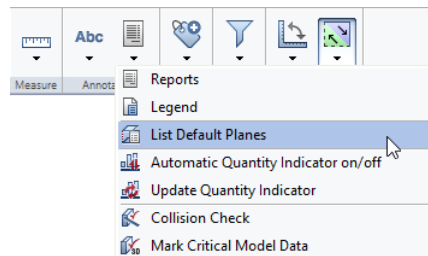 Abc
Measure
Annota
Reports
Legend
List Default Planes
Automatic Quantity Indicator on/off
Update Quantity Indicator
Collision Check
3D Mark Critical Model Data